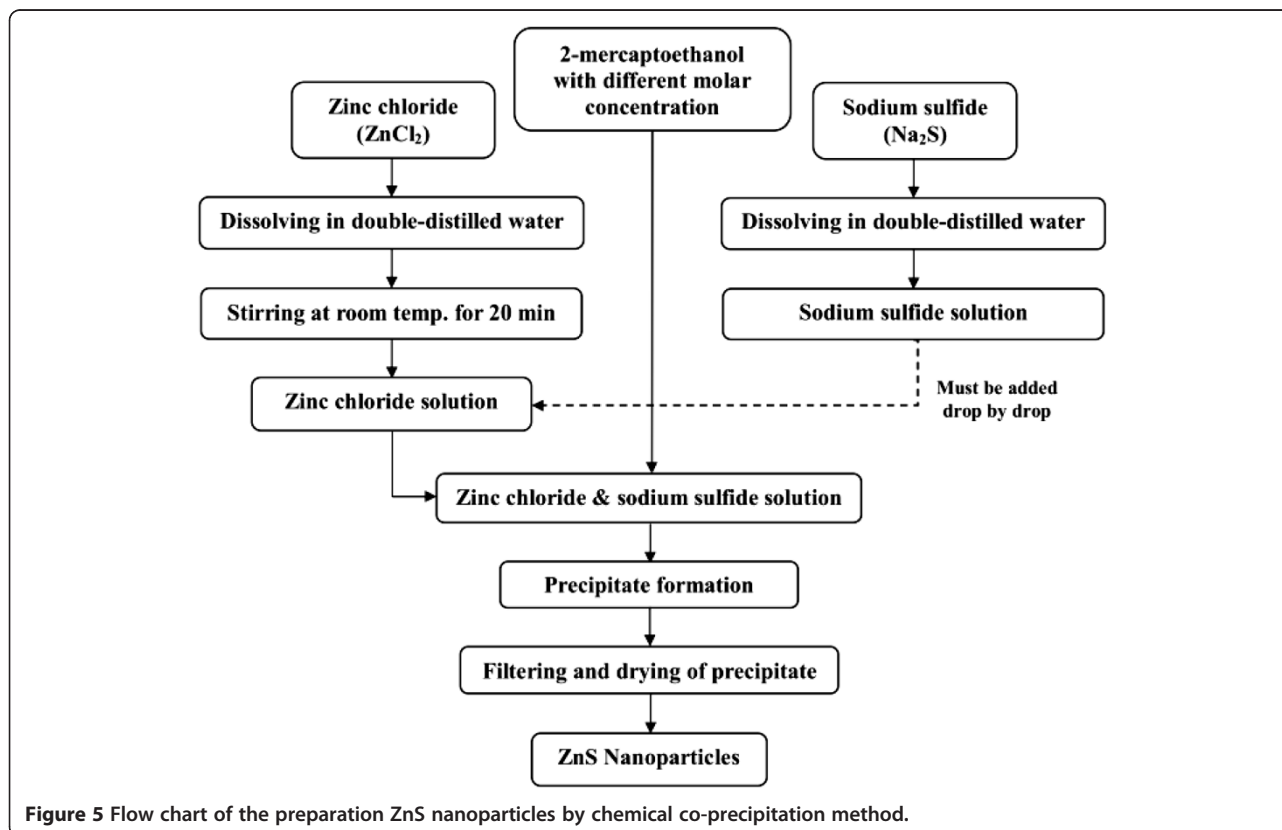 2-mercaptoethanol
with different molar
concentration
Zinc chloride
(ZnCl₂)
Sodium sulfide
(Na₂S)
Dissolving in double-distilled water
Dissolving in double-distilled water
Stirring at room temp. for 20 min
Sodium sulfide solution
Zinc chloride solution
Must be added
drop by drop
Zinc chloride & sodium sulfide solution
Precipitate formation
Filtering and drying of precipitate
ZnS Nanoparticles
Figure 5 Flow chart of the preparation ZnS nanoparticles by chemical co-precipitation method.